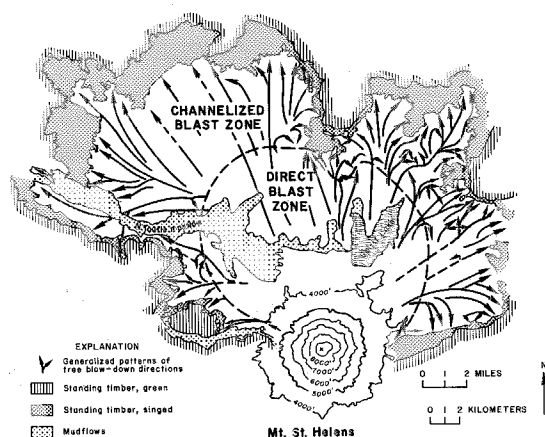 CHANNELIZED
BLAST ZONE
DIRECT
BLAST
ZONE
4000'
4000'
8000'
7000'
6000'
5000'
4000'
EXPLANATION
Generalized patterns of
tree blow-down directions
Standing timber, green
Standing timber, singed
Mudflows
Mt. St. Helens
0 1 2 MILES
0 1 2 KILOMETERS
N